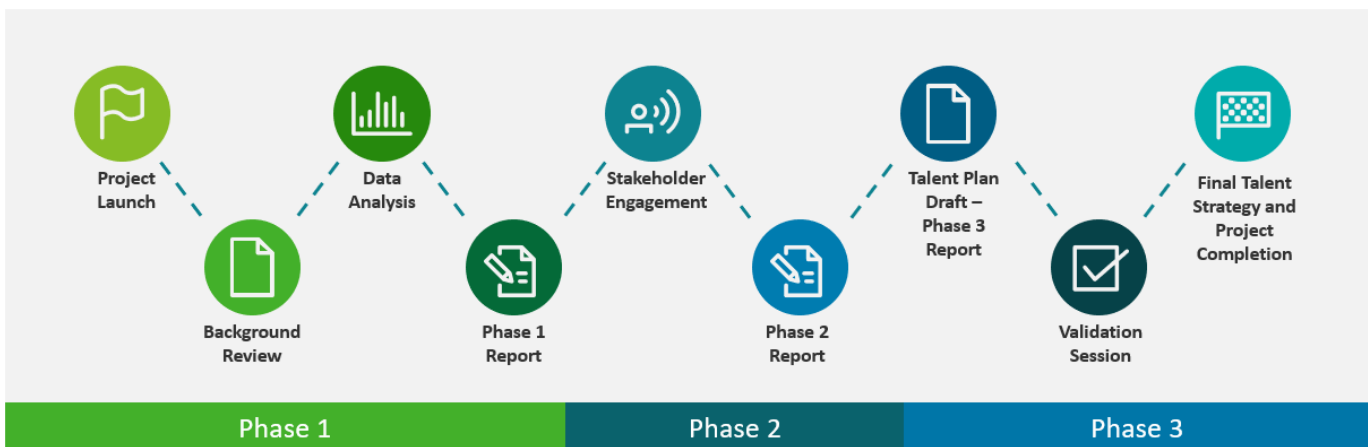 Project
Launch
Background
Review
Data
Analysis
Phase 1
Report
Stakeholder
Engagement
Phase 2
Report
Talent Plan
Draft –
Phase 3
Report
Validation
Session
Final Talent
Strategy and
Project
Completion
Phase 1
Phase 2
Phase 3